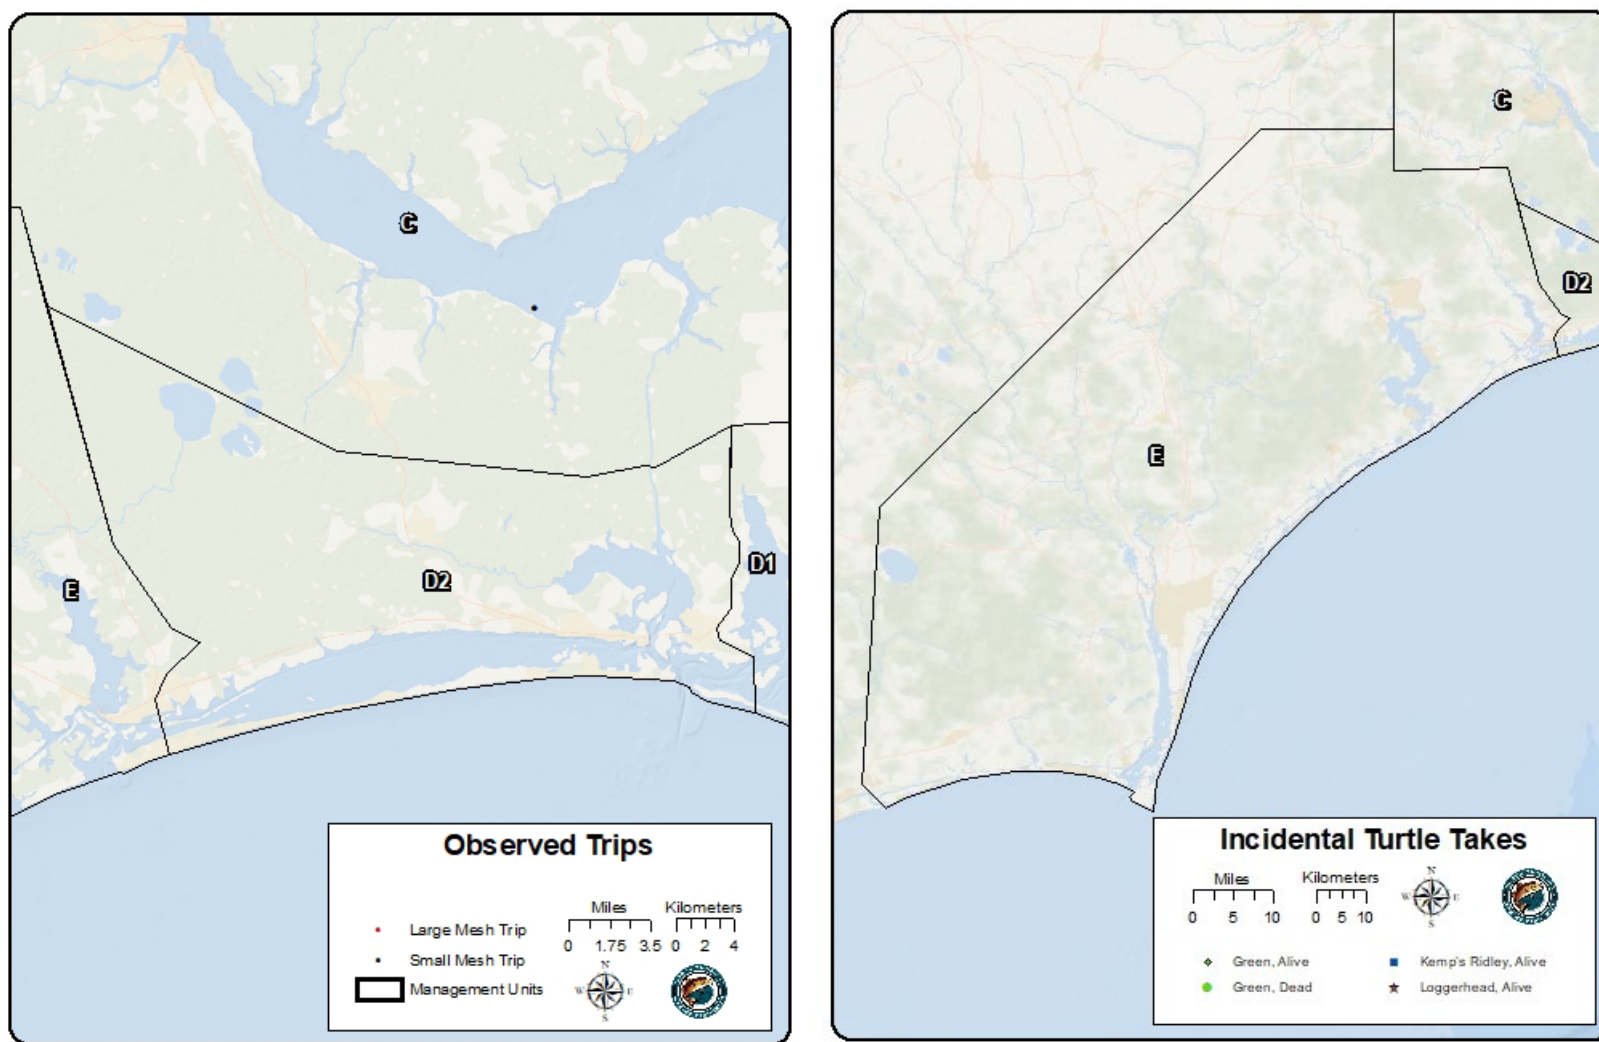 C
D1
D2
E
Observed Trips
Miles
Kilometers
0 1.75 3.5
0 2 4
Large Mesh Trip
Small Mesh Trip
Management Units
N
W E
S
C
D2
E
Incidental Turtle Takes
Miles
Kilometers
0 5 10
0 5 10
N
W E
S
Green, Alive
Green, Dead
Kemp's Ridley, Alive
Loggerhead, Alive